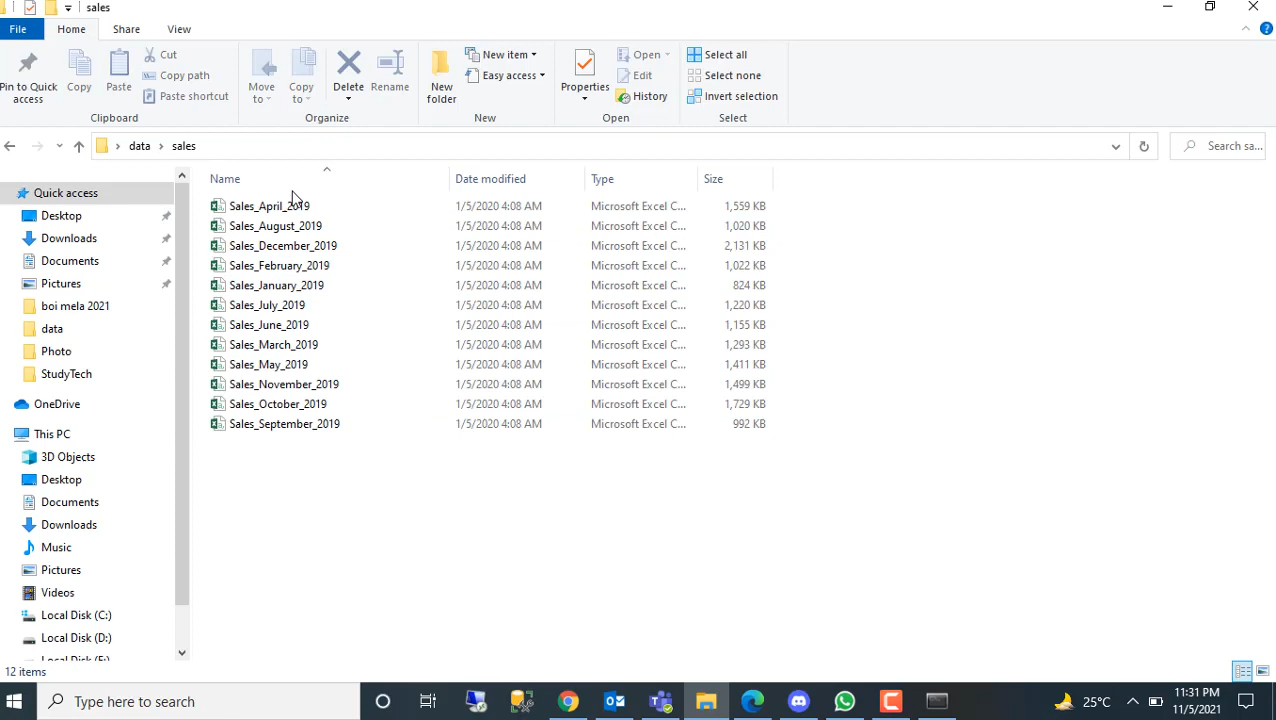 sales
File Home Share View
Pin to Quick access
Copy
Paste
Cut
Copy path
Paste shortcut
Clipboard
Move to
Copy to
Delete
Rename
Organize
New folder
New item
Easy access
New
Properties
Open
Edit
History
Open
Select all
Select none
Invert selection
Select
data sales
Search sa...
Name Date modified Type Size
Sales_April_2019 1/5/2020 4:08 AM Microsoft Excel C... 1,559 KB
Sales_August_2019 1/5/2020 4:08 AM Microsoft Excel C... 1,020 KB
Sales_December_2019 1/5/2020 4:08 AM Microsoft Excel C... 2,131 KB
Sales_February_2019 1/5/2020 4:08 AM Microsoft Excel C... 1,022 KB
Sales_January_2019 1/5/2020 4:08 AM Microsoft Excel C... 824 KB
Sales_July_2019 1/5/2020 4:08 AM Microsoft Excel C... 1,220 KB
Sales_June_2019 1/5/2020 4:08 AM Microsoft Excel C... 1,155 KB
Sales_March_2019 1/5/2020 4:08 AM Microsoft Excel C... 1,293 KB
Sales_May_2019 1/5/2020 4:08 AM Microsoft Excel C... 1,411 KB
Sales_November_2019 1/5/2020 4:08 AM Microsoft Excel C... 1,499 KB
Sales_October_2019 1/5/2020 4:08 AM Microsoft Excel C... 1,729 KB
Sales_September_2019 1/5/2020 4:08 AM Microsoft Excel C... 992 KB
Quick access
Desktop
Downloads
Documents
Pictures
boi mela 2021
data
Photo
StudyTech
OneDrive
This PC
3D Objects
Desktop
Documents
Downloads
Music
Pictures
Videos
Local Disk (C:)
Local Disk (D:)
Local Disk
12 items
Type here to search
25°C
11:31 PM
11/5/2021